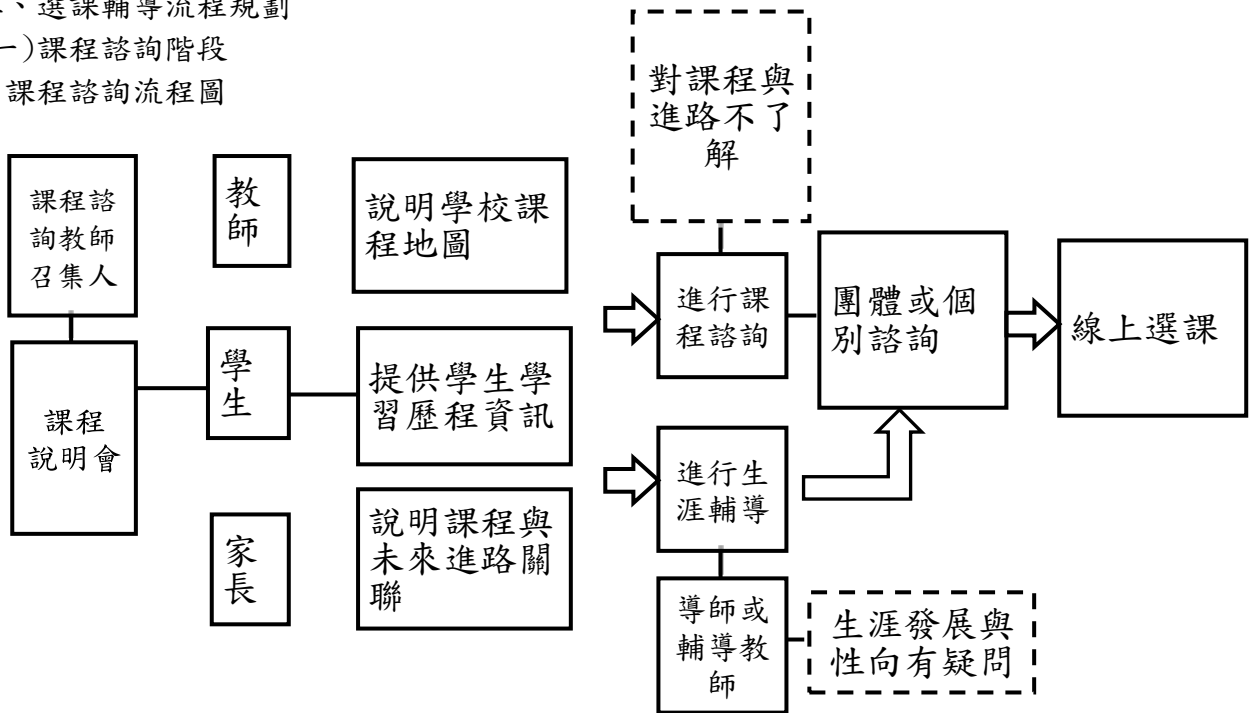 、選課輔導流程規劃
一)課程諮詢階段
課程諮詢流程圖
課程諮
詢教師
召集人
課程
說明會
教
師
學
生
家
長
說明學校課
程地圖
提供學生學
習歷程資訊
說明課程與
未來進路關
聯
對課程與
進路不了
解
進行課
程諮詢
團體或個
別諮詢
線上選課
進行生
涯輔導
導師或
輔導教
師
生涯發展與
性向有疑問